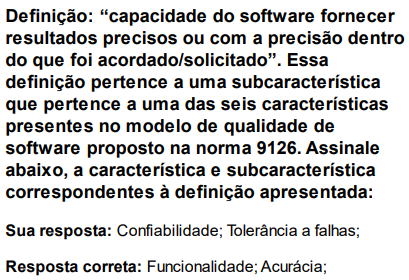 Definição: “capacidade do software fornecer
resultados precisos ou com a precisão dentro
do que foi acordado/solicitado”. Essa
definição pertence a uma subcaracterística
que pertence a uma das seis características
presentes no modelo de qualidade de
software proposto na norma 9126. Assinale
abaixo, a característica e subcaracterística
correspondentes à definição apresentada:
Sua resposta: Confiabilidade; Tolerância a falhas;
Resposta correta: Funcionalidade; Acurácia;